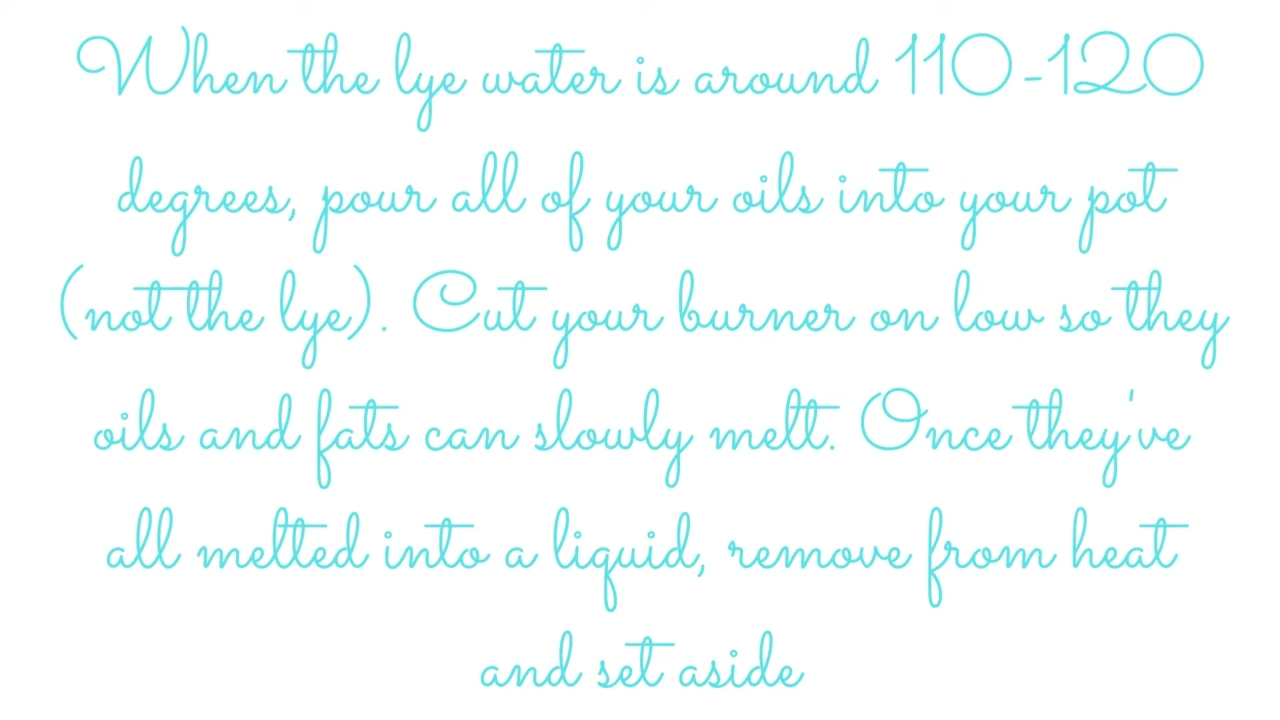 When the lye water is around 110-120
degrees, pour all of your oils into your pot
(not the lye). Cut your burner on low so they
oils and fats can slowly melt. Once they've
all melted into a liquid, remove from heat
and set aside